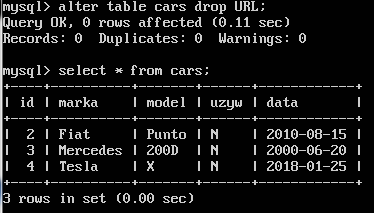 mysql> alter table cars drop URL;
Query OK, 0 rows affected (0.11 sec)
Records: 0  Duplicates: 0  Warnings: 0

mysql> select * from cars;
+----+----------+-------+------+------------+
| id | marka    | model | uzyw | data       |
+----+----------+-------+------+------------+
|  2 | Fiat     | Punto | N    | 2010-08-15 |
|  3 | Mercedes | 200D  | N    | 2000-06-20 |
|  4 | Tesla    | X     | N    | 2018-01-25 |
+----+----------+-------+------+------------+
3 rows in set (0.00 sec)